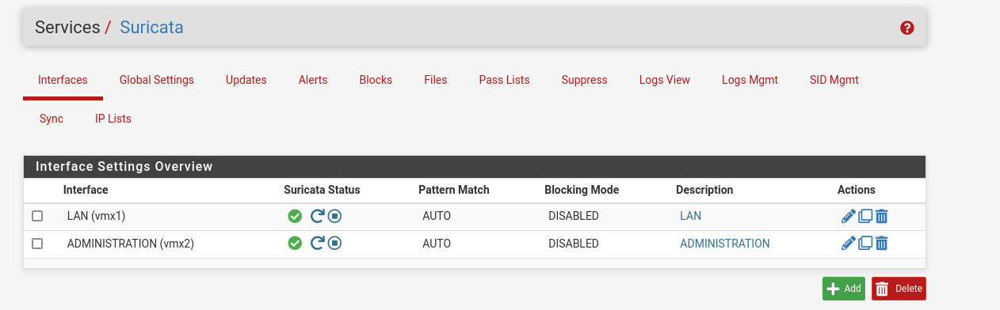 Services / Suricata
Interfaces Global Settings Updates Alerts Blocks Files Pass Lists Suppress Logs View Logs Mgmt SID Mgmt
Sync IP Lists
Interface Settings Overview
Interface Suricata Status Pattern Match Blocking Mode Description Actions
LAN (vmx1) AUTO DISABLED LAN
ADMINISTRATION (vmx2) AUTO DISABLED ADMINISTRATION
Add Delete